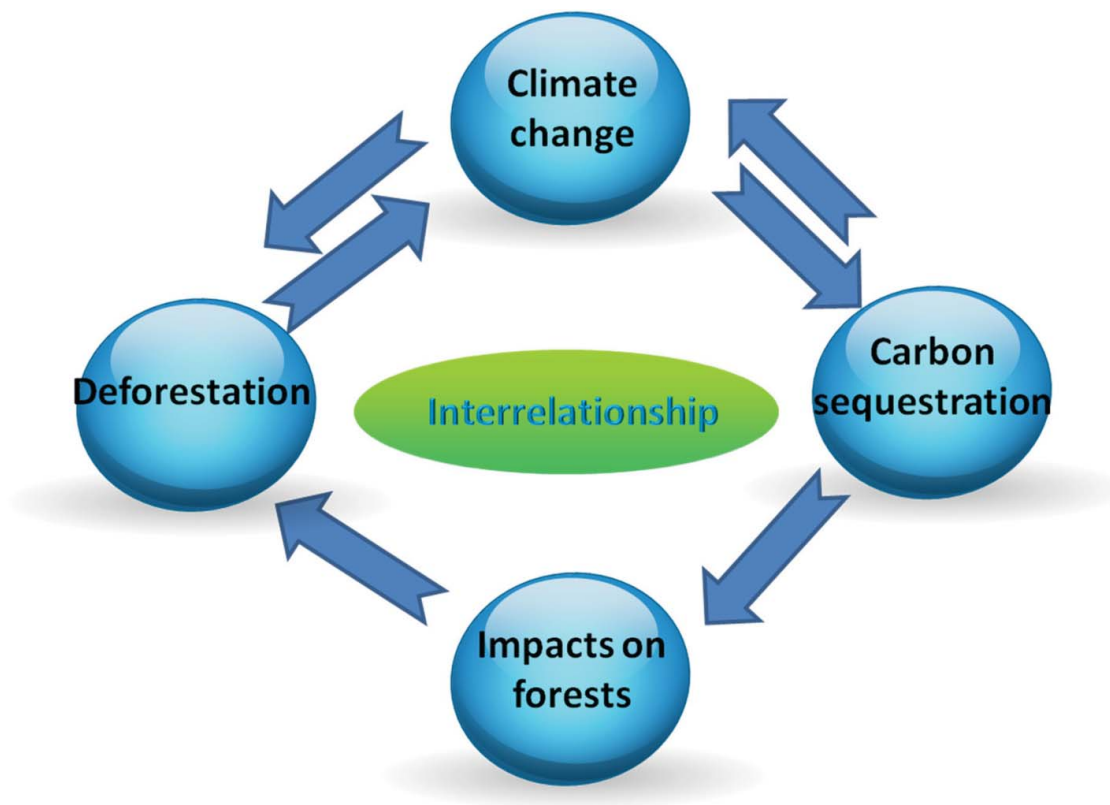 Climate
change
Deforestation
Interrelationship
Carbon
sequestration
Impacts on
forests